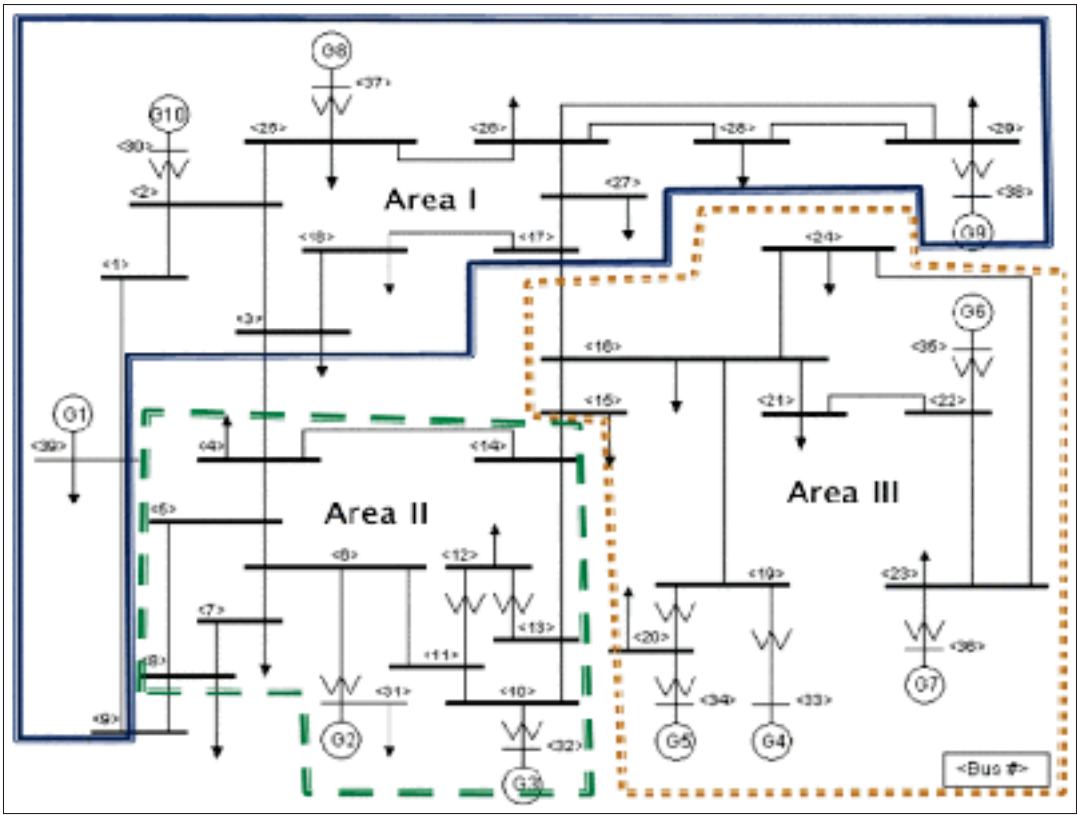 G8
<37>
G10
<25>
<26>
<28>
<29>
<30>
<2>
<27>
<38>
Area I
G9
<18>
<17>
<24>
<1>
<3>
G6
<16>
<35>
G1
<15>
<21>
<22>
<39>
<4>
<14>
Area III
Area II
<5>
<6>
<12>
<19>
<23>
<7>
<13>
<20>
<8>
<11>
<36>
<31>
<10>
G7
<34>
<33>
<9>
G2
<32>
G5
G4
G3
<Bus #>